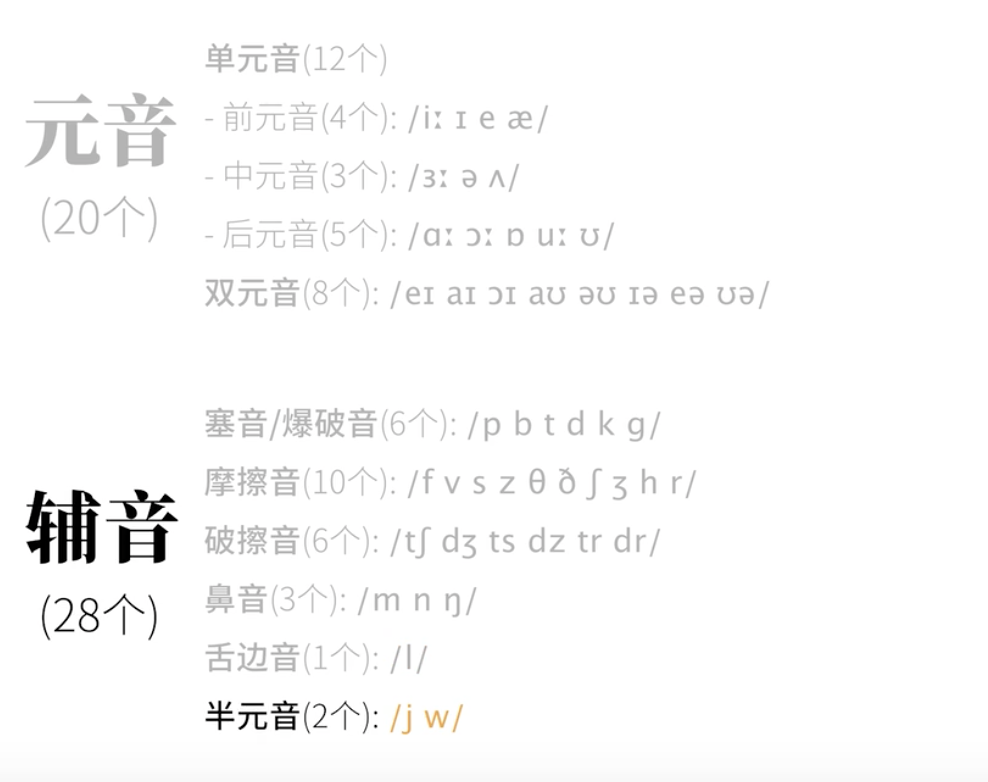 元音
(20个)
单元音(12个)
- 前元音(4个): /iː ɪ e æ/
- 中元音(3个): /ɜː ə ʌ/
- 后元音(5个): /ɑː ɔː ɒ uː ʊ/
双元音(8个): /eɪ aɪ ɔɪ aʊ əʊ ɪə eə ʊə/
辅音
(28个)
塞音/爆破音(6个): /p b t d k g/
摩擦音(10个): /f v s z θ ð ʃ ʒ h r/
破擦音(6个): /tʃ dʒ ts dz tr dr/
鼻音(3个): /m n ŋ/
舌边音(1个): /l/
半元音(2个): /j w/